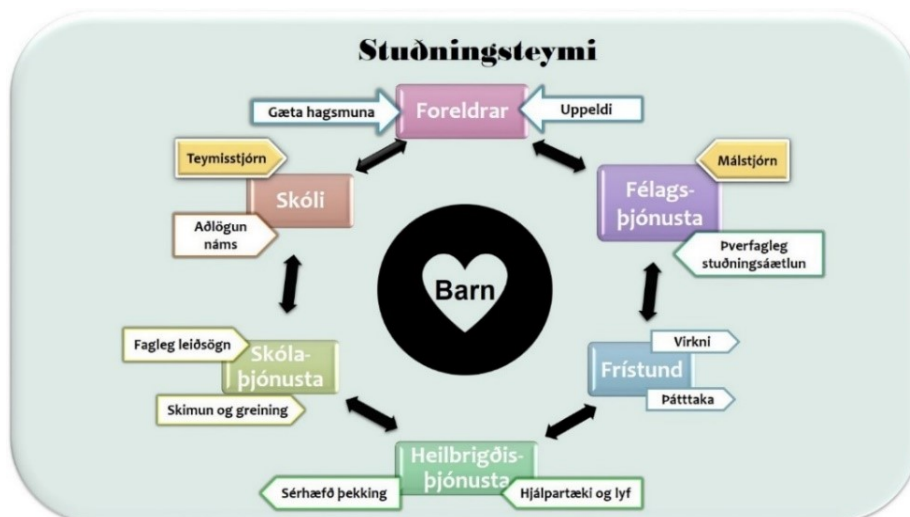 Stuðningsteymi
Gæta hagsmuna
Foreldrar
Uppeldi
Teymisstjórn
Skóli
Aðlögun
náms
Málstjórn
Félags-
þjónusta
Þverfagleg
stuðningsáætlun
Barn
Fagleg leiðsögn
Skóla-
þjónusta
Skimun og greining
Virkni
Frístund
Þátttaka
Heilbrigðis-
þjónusta
Sérhæfð þekking
Hjálpartæki og lyf